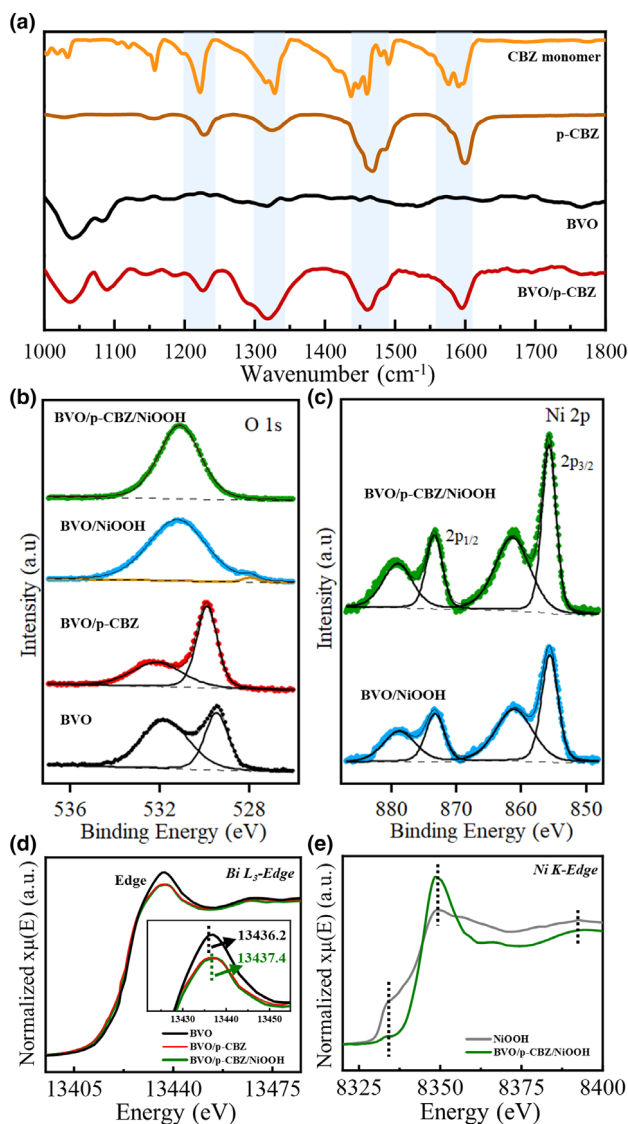 (a)
CBZ monomer
p-CBZ
BVO
BVO/p-CBZ
1000 1100 1200 1300 1400 1500 1600 1700 1800
Wavenumber (cm⁻¹)
(b)
BVO/p-CBZ/NiOOH
O 1s
BVO/NiOOH
BVO/p-CBZ
BVO
Intensity (a.u)
536 532 528
Binding Energy (eV)
(c)
Ni 2p
2p3/2
BVO/p-CBZ/NiOOH
2p1/2
BVO/NiOOH
Intensity (a.u)
880 870 860 850
Binding Energy (eV)
(d)
Edge
Bi L3-Edge
13436.2
13437.4
13430 13440 13450
BVO
BVO/p-CBZ
BVO/p-CBZ/NiOOH
Normalized xμ(E) (a.u.)
13405 13440 13475
Energy (eV)
(e)
Ni K-Edge
NiOOH
BVO/p-CBZ/NiOOH
Normalized xμ(E) (a.u.)
8325 8350 8375 8400
Energy (eV)